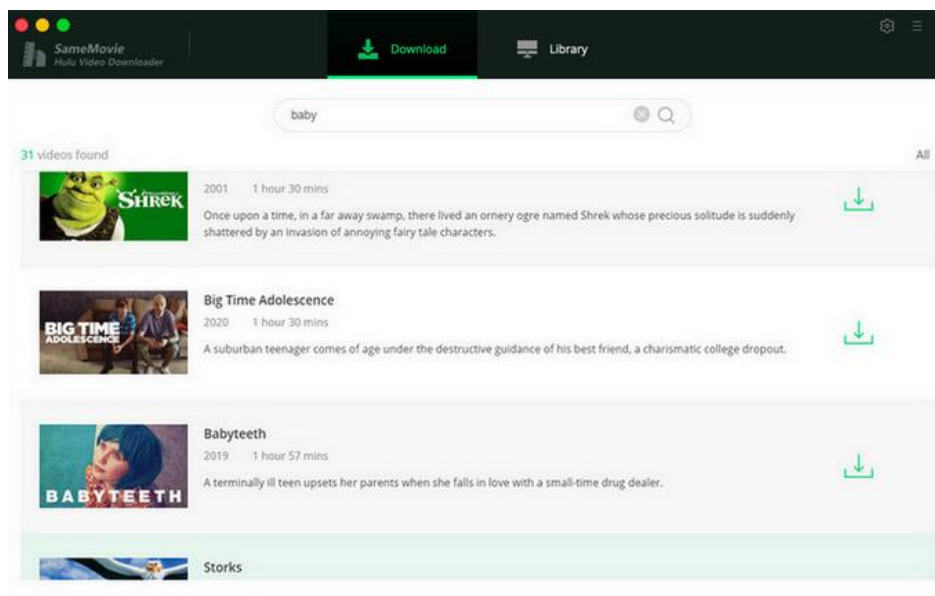 SameMovie
Hulu Video Downloader
Download
Library
baby
31 videos found
All
SHREK
2001 1 hour 30 mins
Once upon a time, in a far away swamp, there lived an ornery ogre named Shrek whose precious solitude is suddenly
shattered by an invasion of annoying fairy tale characters.
BIG TIME
ADOLESCENCE
Big Time Adolescence
2020 1 hour 30 mins
A suburban teenager comes of age under the destructive guidance of his best friend, a charismatic college dropout.
BABYTEETH
Babyteeth
2019 1 hour 57 mins
A terminally ill teen upsets her parents when she falls in love with a small-time drug dealer.
Storks